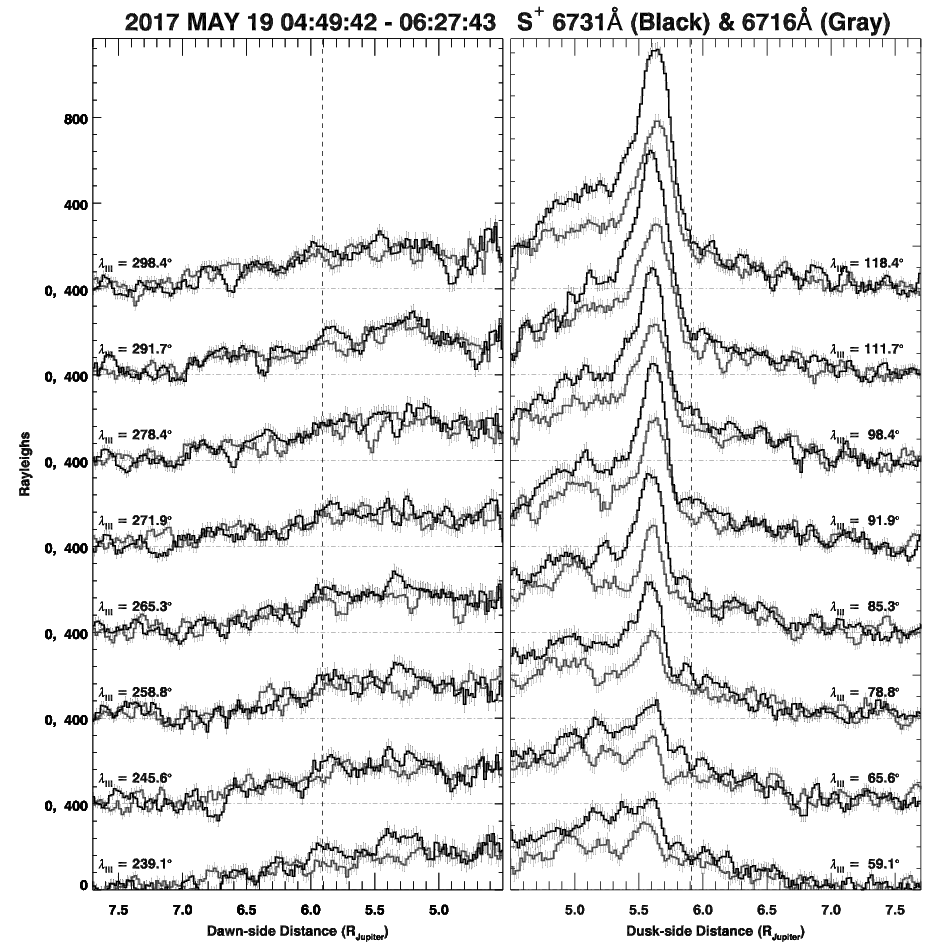 2017 MAY 19 04:49:42 - 06:27:43 S⁺ 6731Å (Black) & 6716Å (Gray)
800
400
λIII = 298.4° λIII = 118.4°
0, 400
λIII = 291.7° λIII = 111.7°
0, 400
λIII = 278.4° λIII = 98.4°
0, 400
λIII = 271.9° λIII = 91.9°
0, 400
λIII = 265.3° λIII = 85.3°
0, 400
λIII = 258.8° λIII = 78.8°
0, 400
λIII = 245.6° λIII = 65.6°
0, 400
λIII = 239.1° λIII = 59.1°
0
Rayleighs
7.5 7.0 6.5 6.0 5.5 5.0 5.0 5.5 6.0 6.5 7.0 7.5
Dawn-side Distance (RJupiter) Dusk-side Distance (RJupiter)